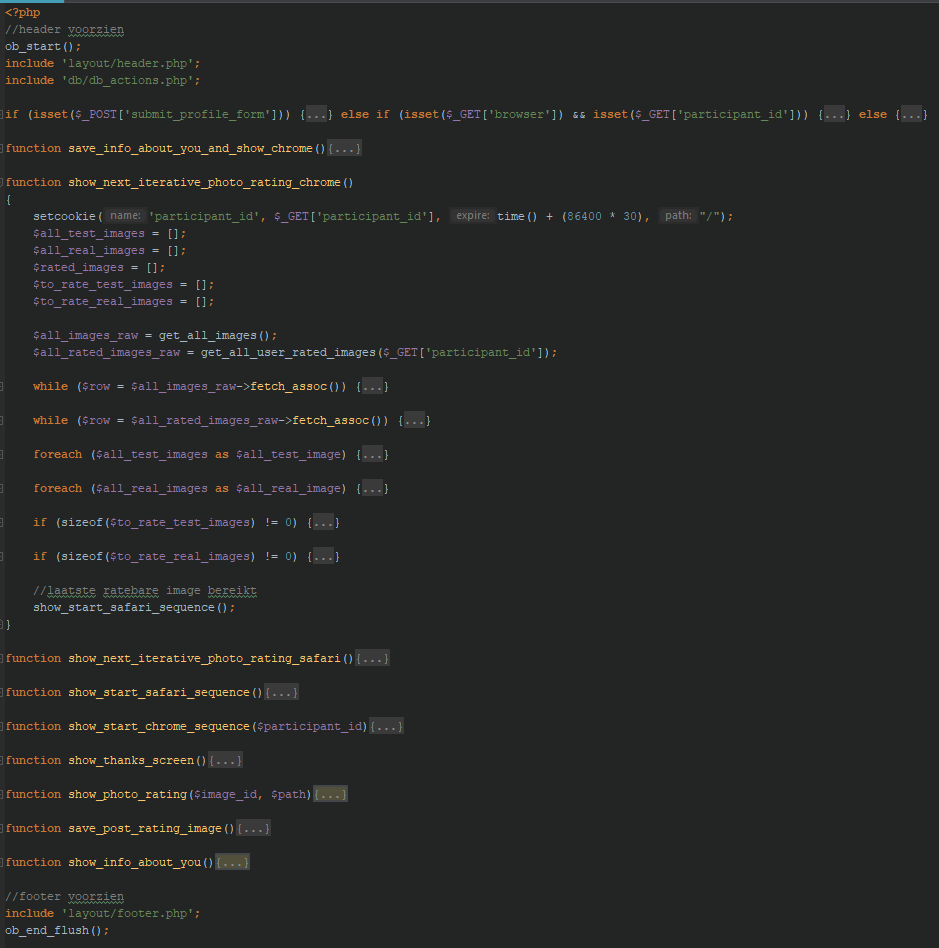 <?php
//header voorzien
ob_start();
include 'layout/header.php';
include 'db/db_actions.php';
if (isset($_POST['submit_profile_form'])) {...} else if (isset($_GET['browser']) && isset($_GET['participant_id'])) {...} else {...}
function save_info_about_you_and_show_chrome(){...}
function show_next_iterative_photo_rating_chrome()
{
setcookie( name: 'participant_id', $_GET['participant_id'], expire: time() + (86400 * 30), path: "/");
$all_test_images = [];
$all_real_images = [];
$rated_images = [];
$to_rate_test_images = [];
$to_rate_real_images = [];
$all_images_raw = get_all_images();
$all_rated_images_raw = get_all_user_rated_images($_GET['participant_id']);
while ($row = $all_images_raw->fetch_assoc()) {...}
while ($row = $all_rated_images_raw->fetch_assoc()) {...}
foreach ($all_test_images as $all_test_image) {...}
foreach ($all_real_images as $all_real_image) {...}
if (sizeof($to_rate_test_images) != 0) {...}
if (sizeof($to_rate_real_images) != 0) {...}
//laatste ratebare image bereikt
show_start_safari_sequence();
}
function show_next_iterative_photo_rating_safari(){...}
function show_start_safari_sequence(){...}
function show_start_chrome_sequence($participant_id){...}
function show_thanks_screen(){...}
function show_photo_rating($image_id, $path){...}
function save_post_rating_image(){...}
function show_info_about_you(){...}
//footer voorzien
include 'layout/footer.php';
ob_end_flush();